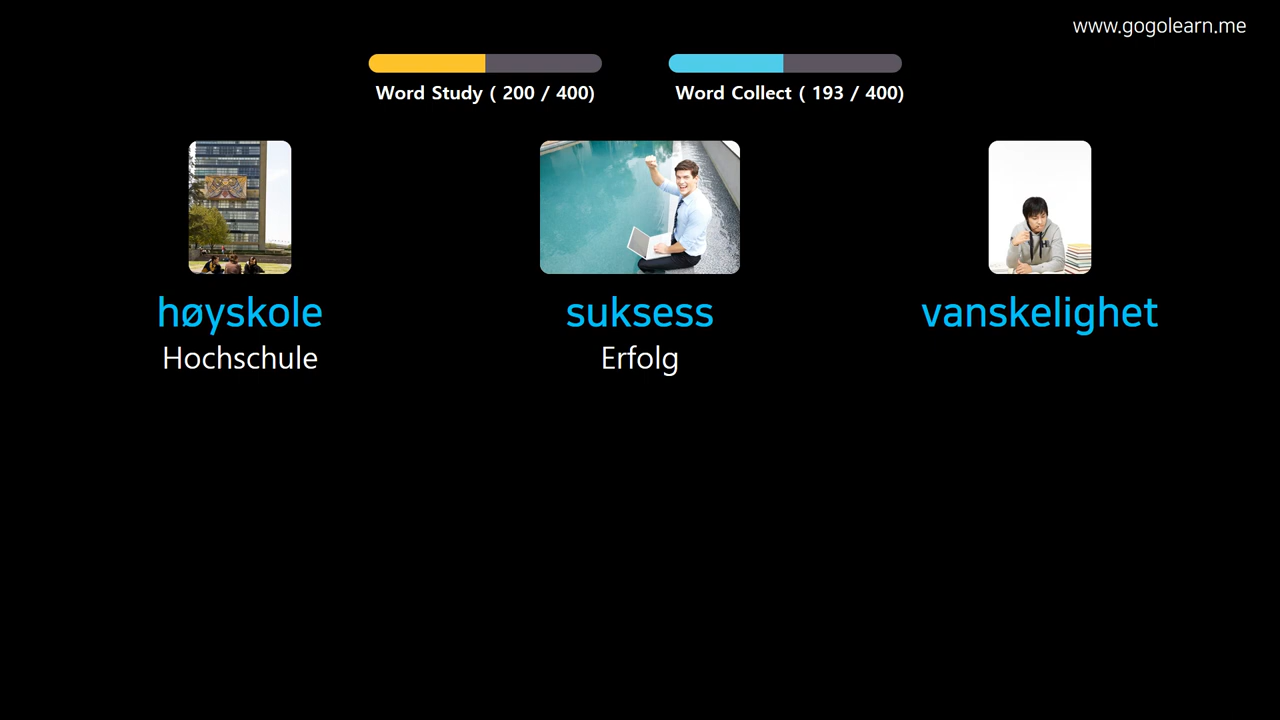 www.gogolearn.me
Word Study ( 200 / 400)
Word Collect ( 193 / 400)
høyskole
suksess
vanskelighet
Hochschule
Erfolg